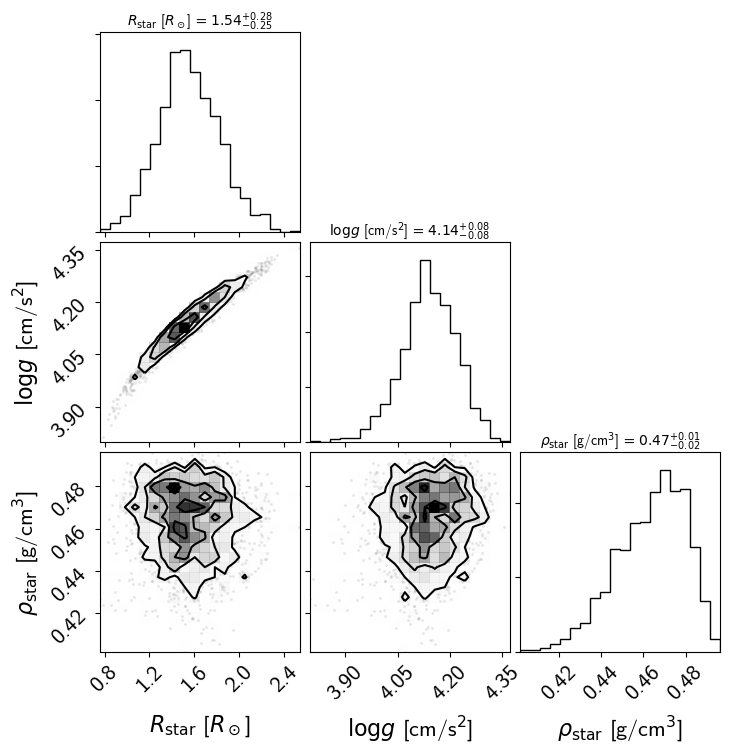 R_star [R_⊙] = 1.54^{+0.28}_{-0.25}
4.35
4.20
4.05
3.90
log g [cm/s²]
log g [cm/s²] = 4.14^{+0.08}_{-0.08}
0.48
0.46
0.44
0.42
ρ_star [g/cm³]
ρ_star [g/cm³] = 0.47^{+0.01}_{-0.02}
0.8 1.2 1.6 2.0 2.4
3.90 4.05 4.20 4.35
0.42 0.44 0.46 0.48
R_star [R_⊙]
log g [cm/s²]
ρ_star [g/cm³]